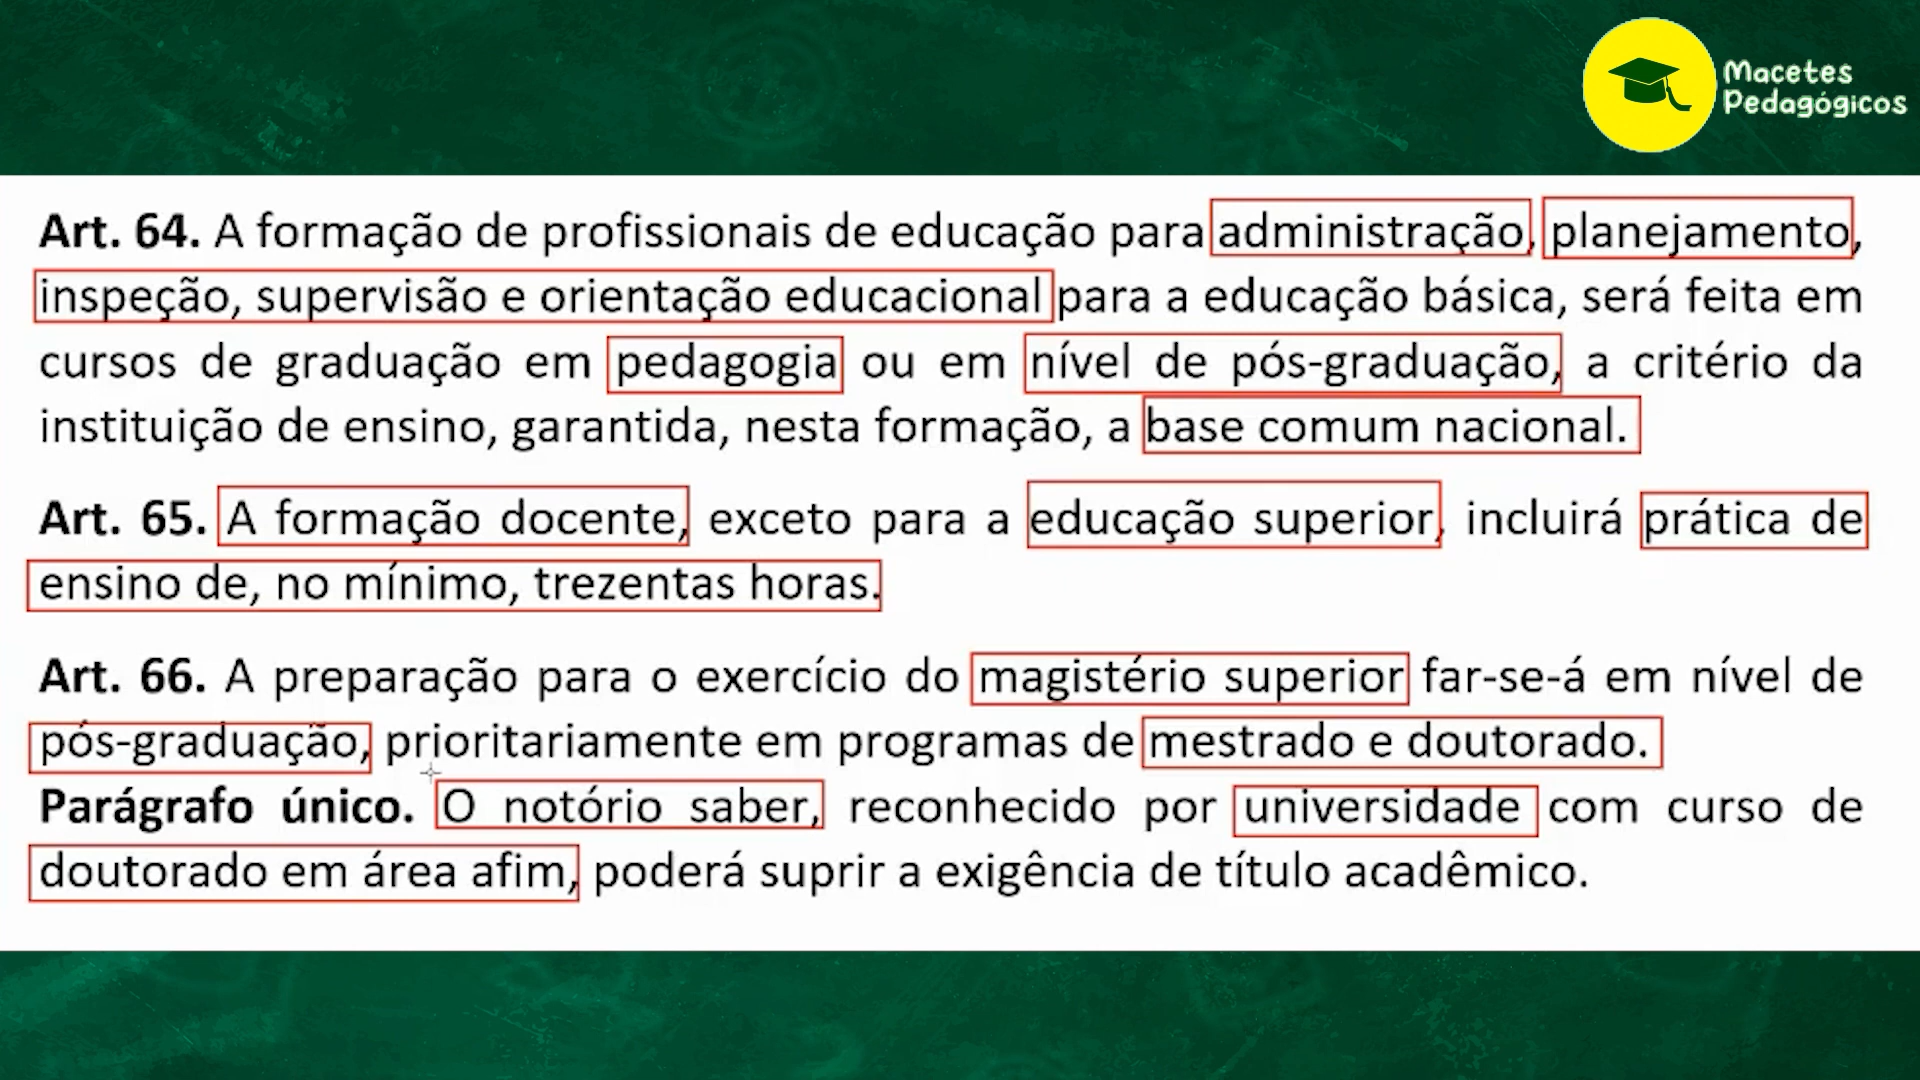 Macetes
Pedagógicos
Art. 64. A formação de profissionais de educação para administração, planejamento,
inspeção, supervisão e orientação educacional para a educação básica, será feita em
cursos de graduação em pedagogia ou em nível de pós-graduação, a critério da
instituição de ensino, garantida, nesta formação, a base comum nacional.
Art. 65. A formação docente, exceto para a educação superior, incluirá prática de
ensino de, no mínimo, trezentas horas.
Art. 66. A preparação para o exercício do magistério superior far-se-á em nível de
pós-graduação, prioritariamente em programas de mestrado e doutorado.
Parágrafo único. O notório saber, reconhecido por universidade com curso de
doutorado em área afim, poderá suprir a exigência de título acadêmico.